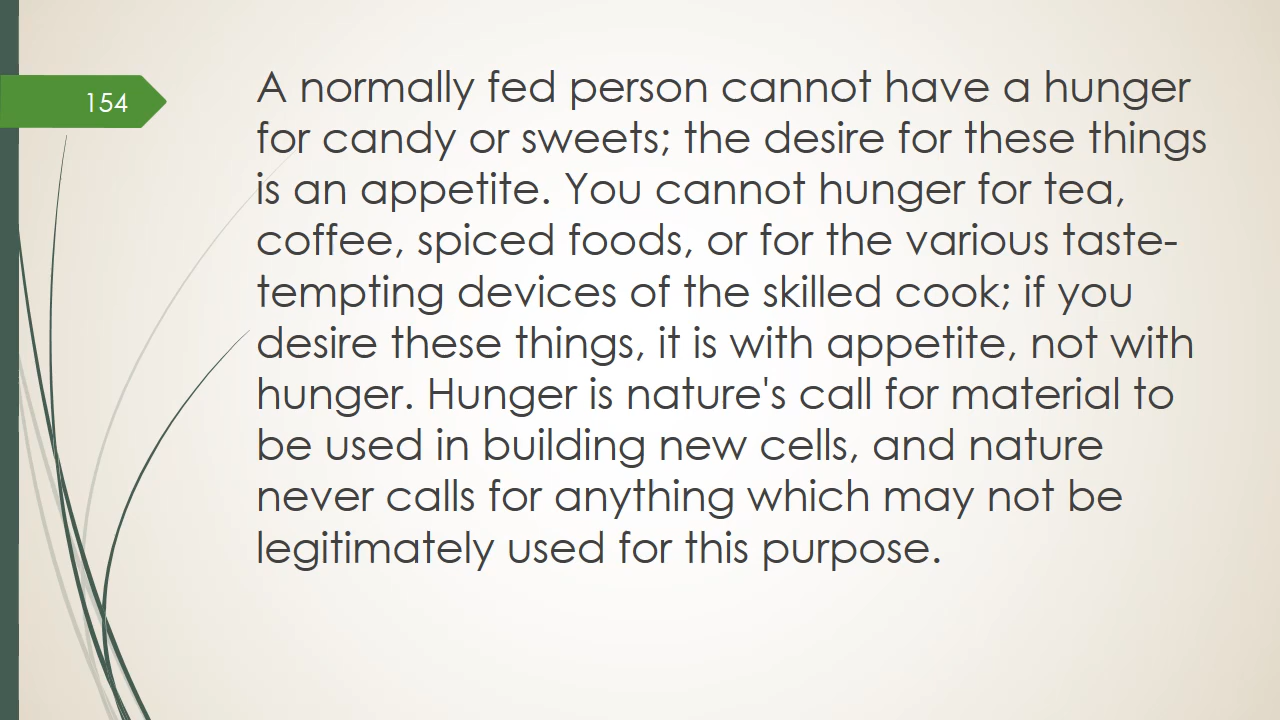 154
A normally fed person cannot have a hunger
for candy or sweets; the desire for these things
is an appetite. You cannot hunger for tea,
coffee, spiced foods, or for the various taste-
tempting devices of the skilled cook; if you
desire these things, it is with appetite, not with
hunger. Hunger is nature's call for material to
be used in building new cells, and nature
never calls for anything which may not be
legitimately used for this purpose.